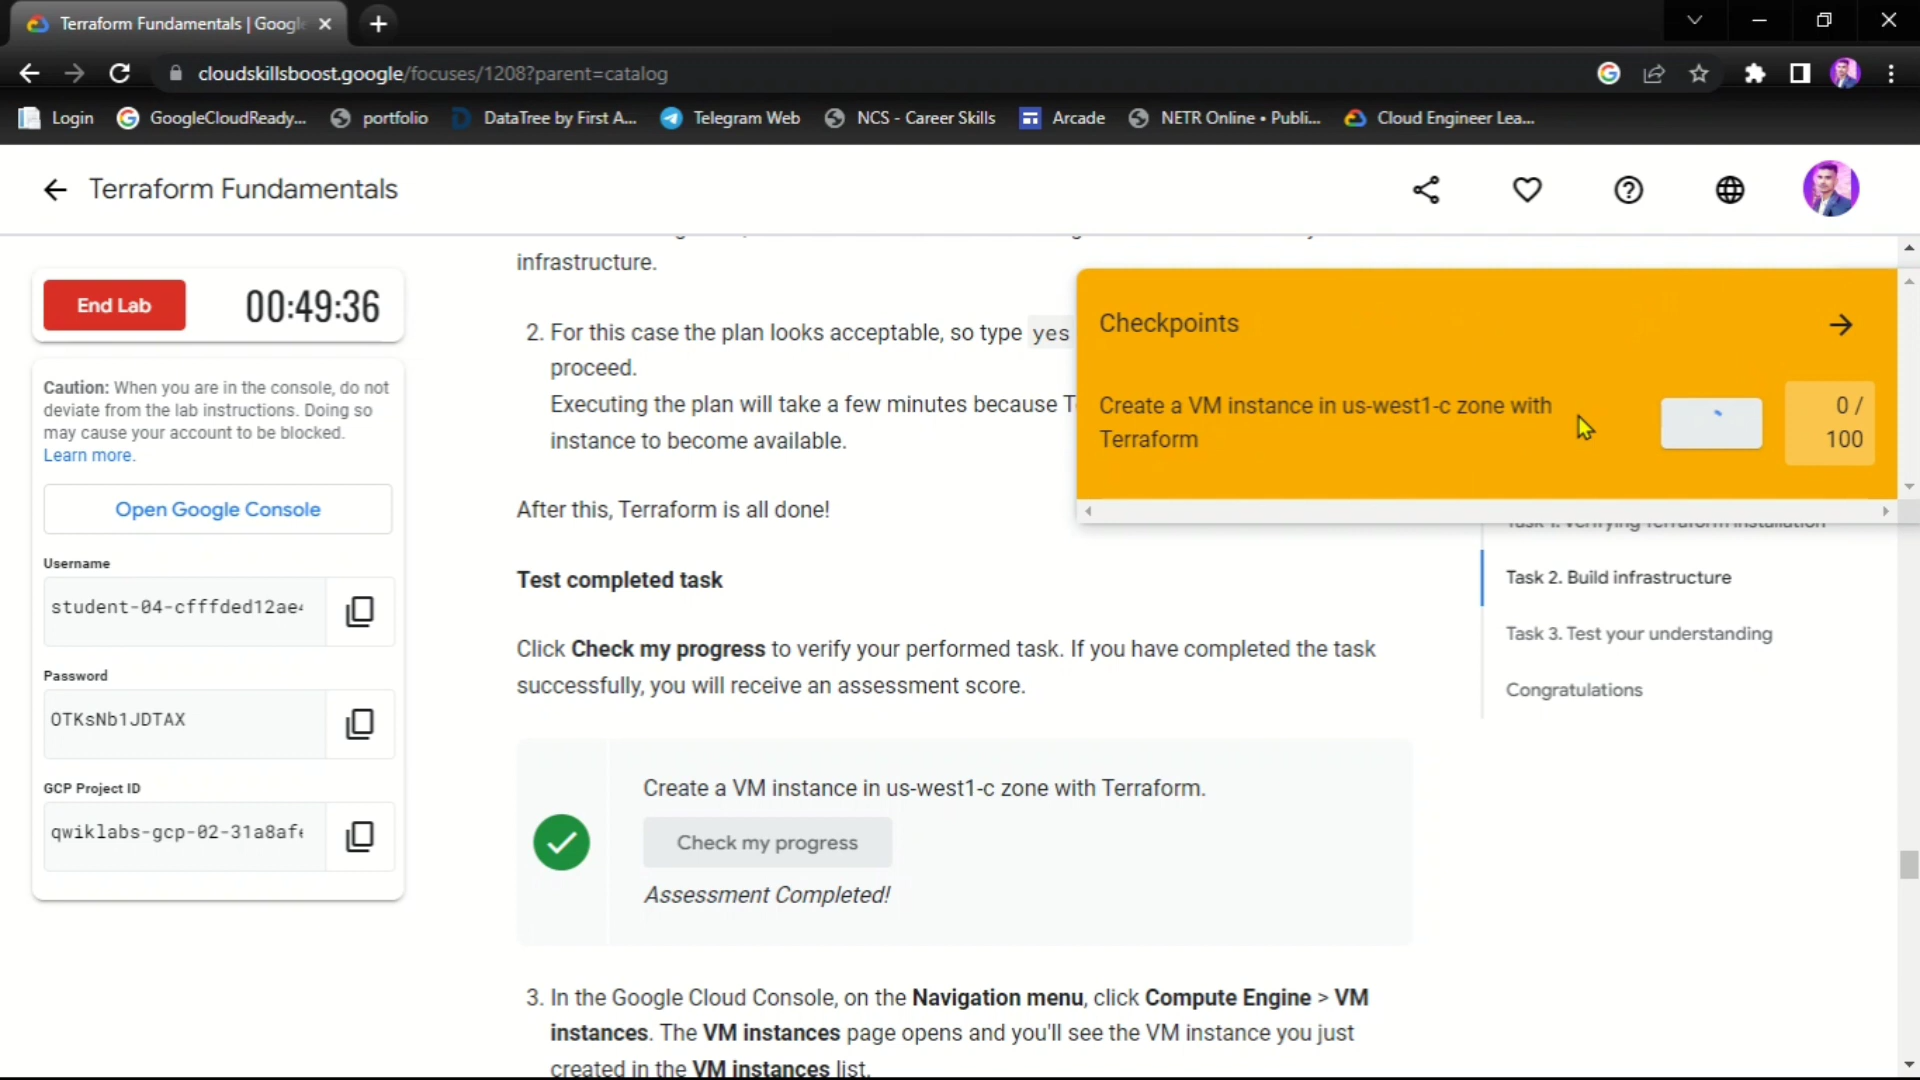 Terraform Fundamentals | Googl
cloudskillsboost.google/focuses/1208?parent=catalog
Login
GoogleCloudReady...
portfolio
DataTree by First A...
Telegram Web
NCS - Career Skills
Arcade
NETR Online • Publi...
Cloud Engineer Lea...
Terraform Fundamentals
End Lab
00:49:36
Caution: When you are in the console, do not
deviate from the lab instructions. Doing so
may cause your account to be blocked.
Learn more.
Open Google Console
Username
student-04-cfffded12ae
Password
OTKsNb1JDTAX
GCP Project ID
qwiklabs-gcp-02-31a8af
infrastructure.
2. For this case the plan looks acceptable, so type yes
proceed.
Executing the plan will take a few minutes because T
instance to become available.
After this, Terraform is all done!
Test completed task
Click Check my progress to verify your performed task. If you have completed the task
successfully, you will receive an assessment score.
Create a VM instance in us-west1-c zone with Terraform.
Check my progress
Assessment Completed!
3. In the Google Cloud Console, on the Navigation menu, click Compute Engine > VM
instances. The VM instances page opens and you'll see the VM instance you just
created in the VM instances list.
Checkpoints
Create a VM instance in us-west1-c zone with
Terraform
0 /
100
Task 1. Verifying Terraform installation
Task 2. Build infrastructure
Task 3. Test your understanding
Congratulations